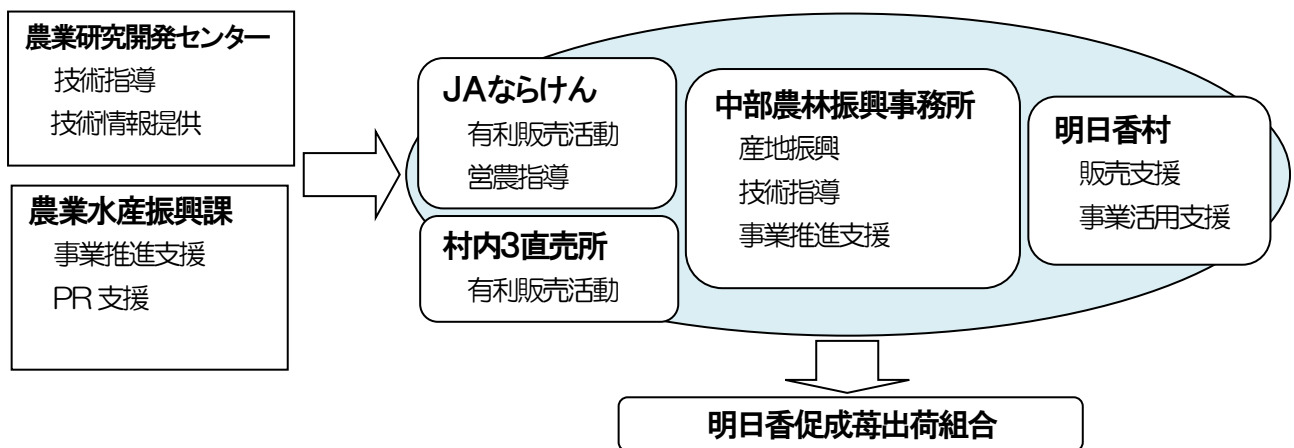 農業研究開発センター
技術指導
技術情報提供
農業水産振興課
事業推進支援
PR 支援
JAならけん
有利販売活動
営農指導
村内3直売所
有利販売活動
中部農林振興事務所
産地振興
技術指導
事業推進支援
明日香村
販売支援
事業活用支援
明日香促成苺出荷組合